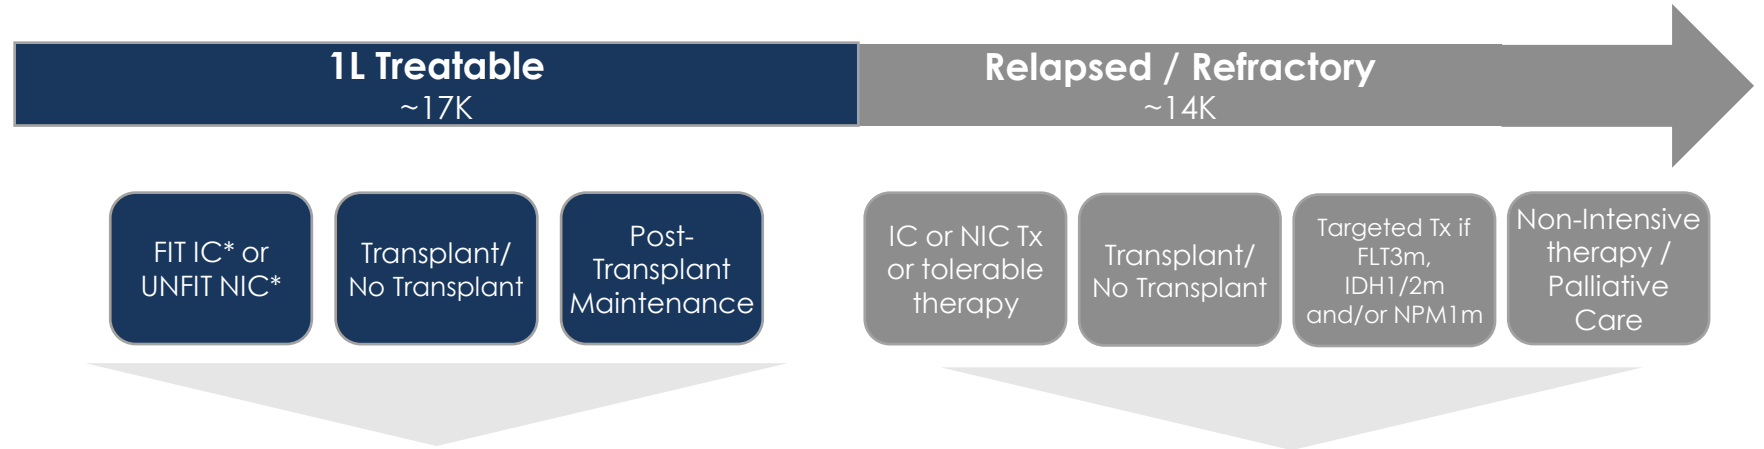 1L Treatable
~17K
Relapsed / Refractory
~14K
FIT IC* or
UNFIT NIC*
Transplant/
No Transplant
Post-
Transplant
Maintenance
IC or NIC Tx
or tolerable
therapy
Transplant/
No Transplant
Targeted Tx if
FLT3m,
IDH1/2m
and/or NPM1m
Non-Intensive
therapy /
Palliative
Care